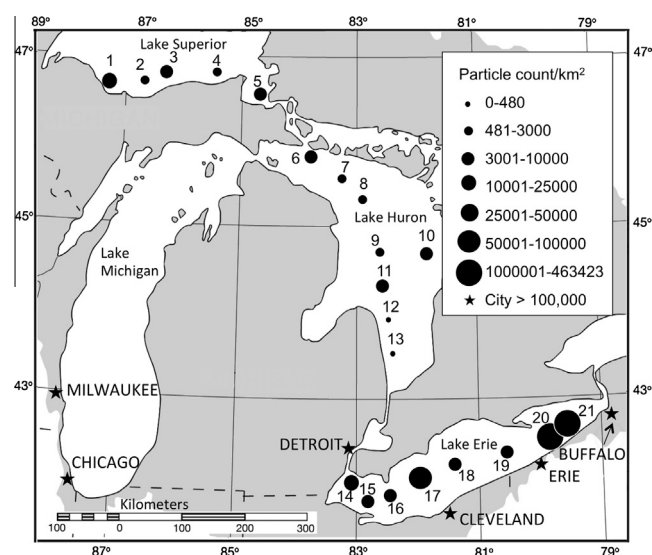 89° 87° 85° 83° 81° 79°
47° 47°
Lake Superior
1 2 3 4
5
Particle count/km²
0-480
481-3000
3001-10000
10001-25000
25001-50000
50001-100000
1000001-463423
City > 100,000
MICHIGAN
6
7
8
Lake Huron
45° 45°
9 10
Lake
Michigan
11
12
13
43° 43°
MILWAUKEE
DETROIT
Lake Erie
20 21
BUFFALO
CHICAGO
14 15 16 17 18 19
ERIE
CLEVELAND
Kilometers
100 0 100 200 300
87° 85° 83° 81° 79°